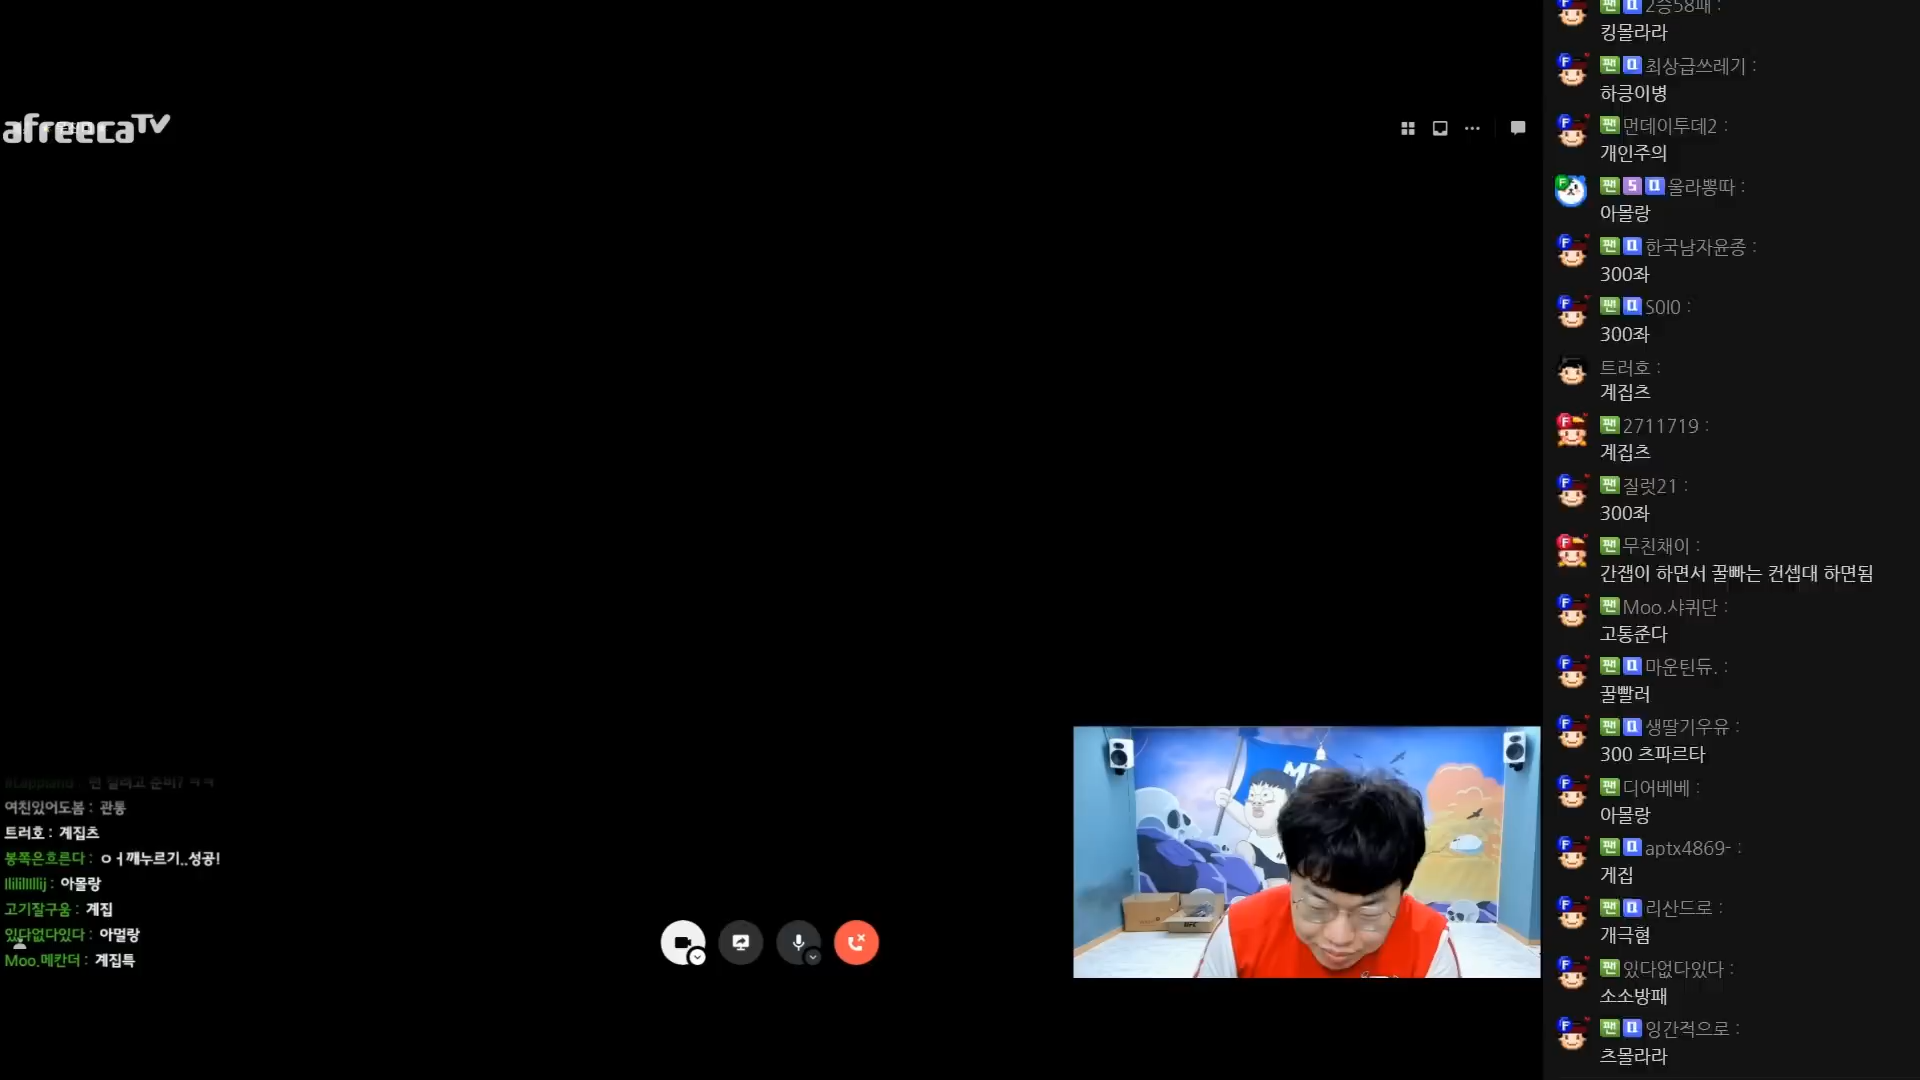 afreecaTV
여친있어도봄 : 관통
트러호 : 계집츠
봉쪽은흐른다 : ㅇㅓ깨누르기..성공!
아몰랑
고기잘구움 : 계집
있다없다있다 : 아멀랑
Moo.메칸더 : 계집특
2승58패 :
킹몰라라
팬 최상급쓰레기 :
하킁이병
팬 먼데이투데2 :
개인주의
팬 S 울라뽕따 :
아몰랑
팬 한국남자윤종 :
300좌
팬 S0I0 :
300좌
트러호 :
계집츠
팬 2711719 :
계집츠
팬 질럿21 :
300좌
팬 무친채이 :
간잽이 하면서 꿀빠는 컨셉대 하면됨
팬 Moo.샤퀴단 :
고통준다
팬 마운틴듀. :
꿀빨러
팬 생딸기우유 :
300 츠파르타
팬 디어베베 :
아몰랑
팬 aptx4869- :
게집
팬 리산드로 :
개극혐
팬 있다없다있다 :
소소방패
팬 잉간적으로 :
츠몰라라